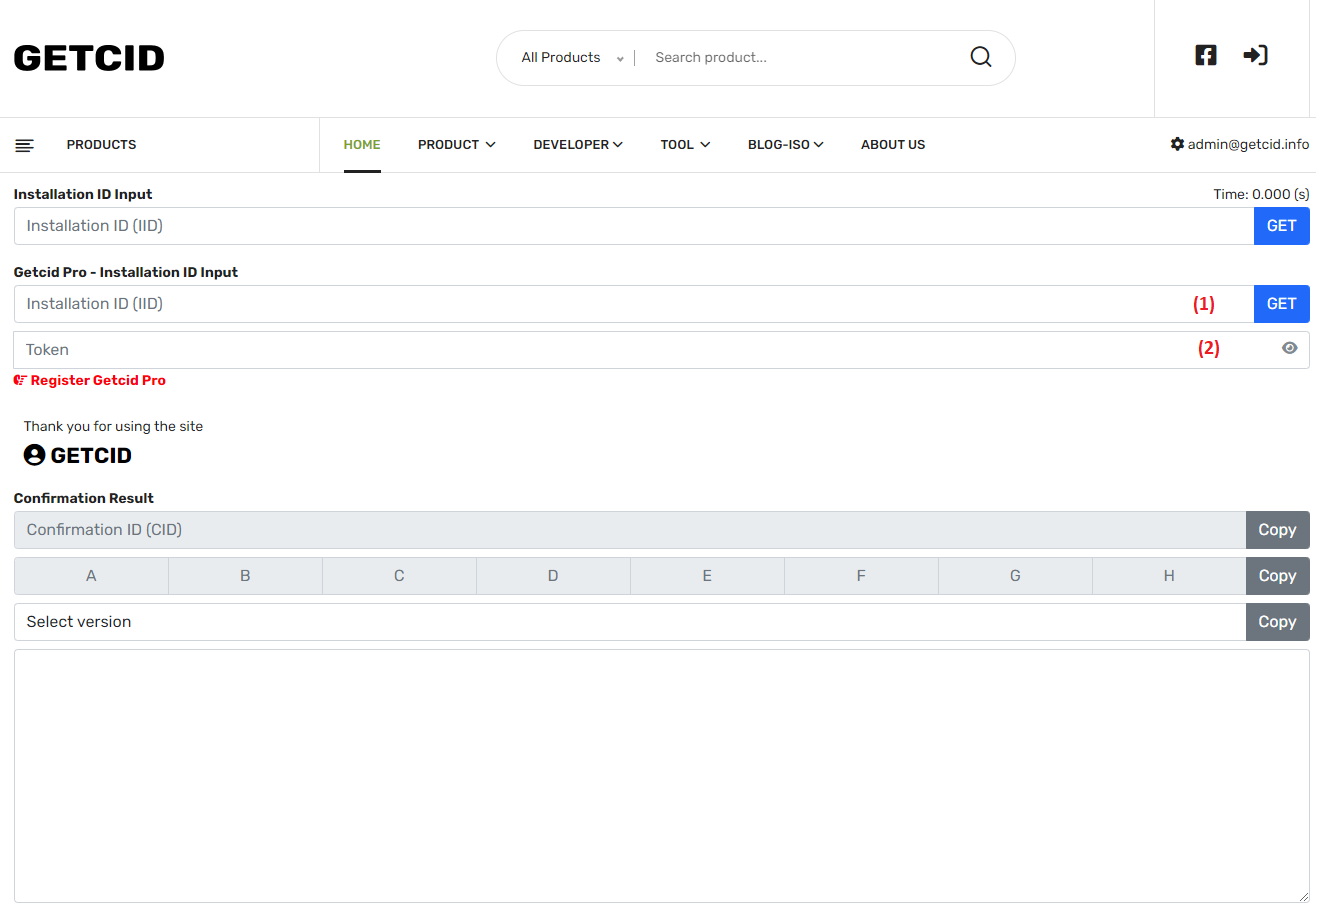 GETCID
All Products
Search product...
PRODUCTS
HOME
PRODUCT
DEVELOPER
TOOL
BLOG-ISO
ABOUT US
admin@getcid.info
Installation ID Input
Time: 0.000 (s)
Installation ID (IID)
GET
Getcid Pro - Installation ID Input
Installation ID (IID)
(1)
GET
Token
(2)
Register Getcid Pro
Thank you for using the site
GETCID
Confirmation Result
Confirmation ID (CID)
Copy
A
B
C
D
E
F
G
H
Copy
Select version
Copy